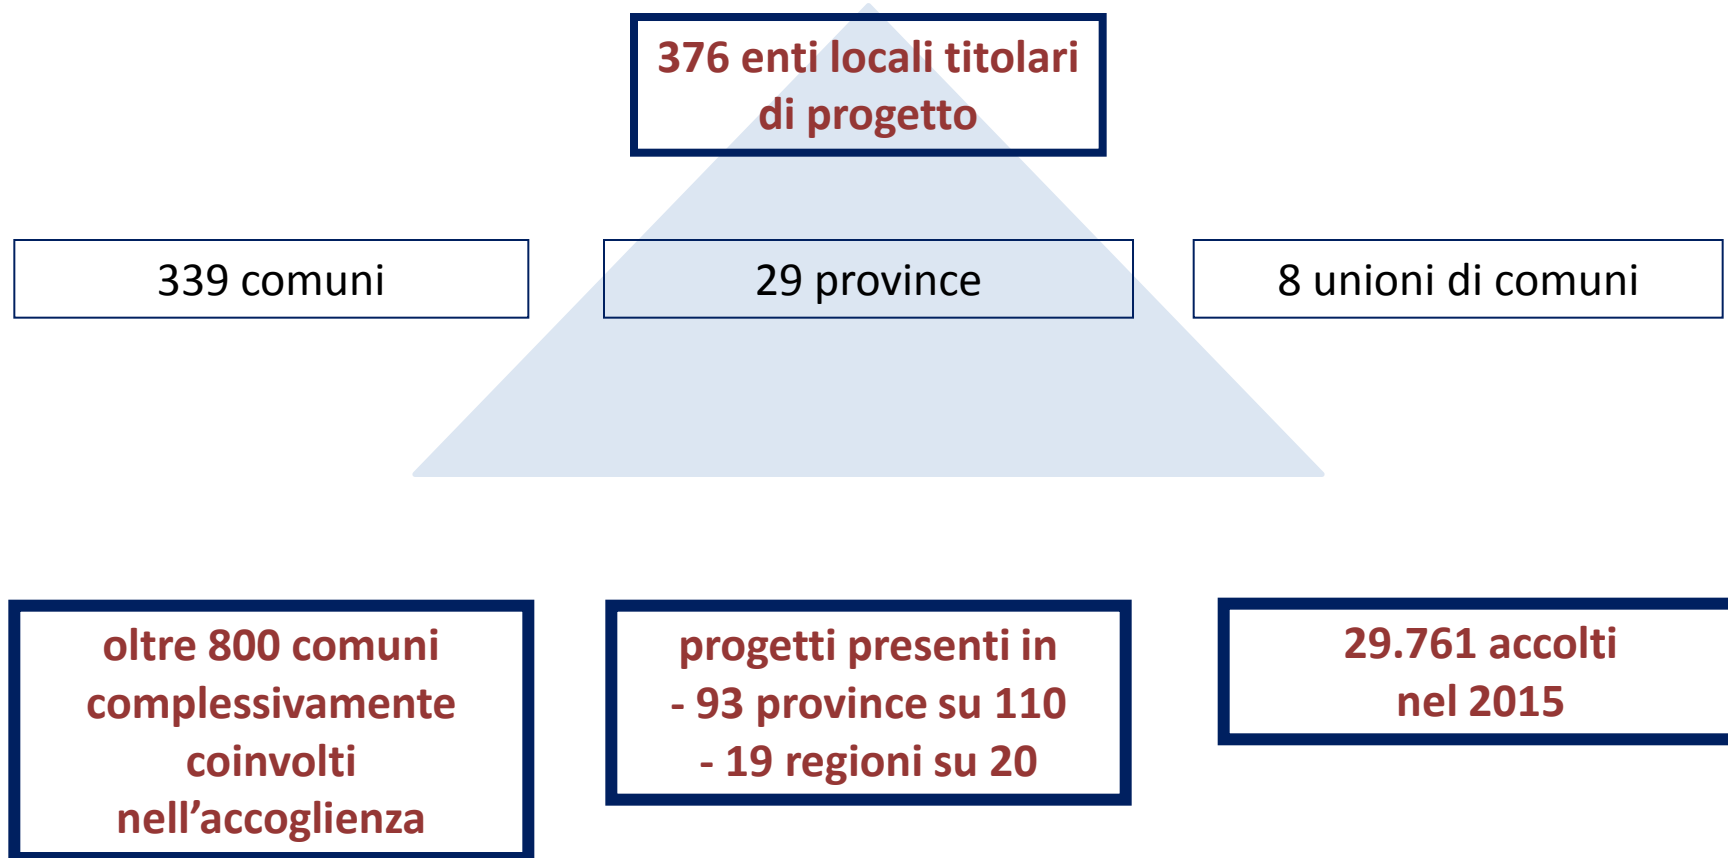 376 enti locali titolari
di progetto
339 comuni
29 province
8 unioni di comuni
oltre 800 comuni
complessivamente
coinvolti
nell’accoglienza
progetti presenti in
- 93 province su 110
- 19 regioni su 20
29.761 accolti
nel 2015